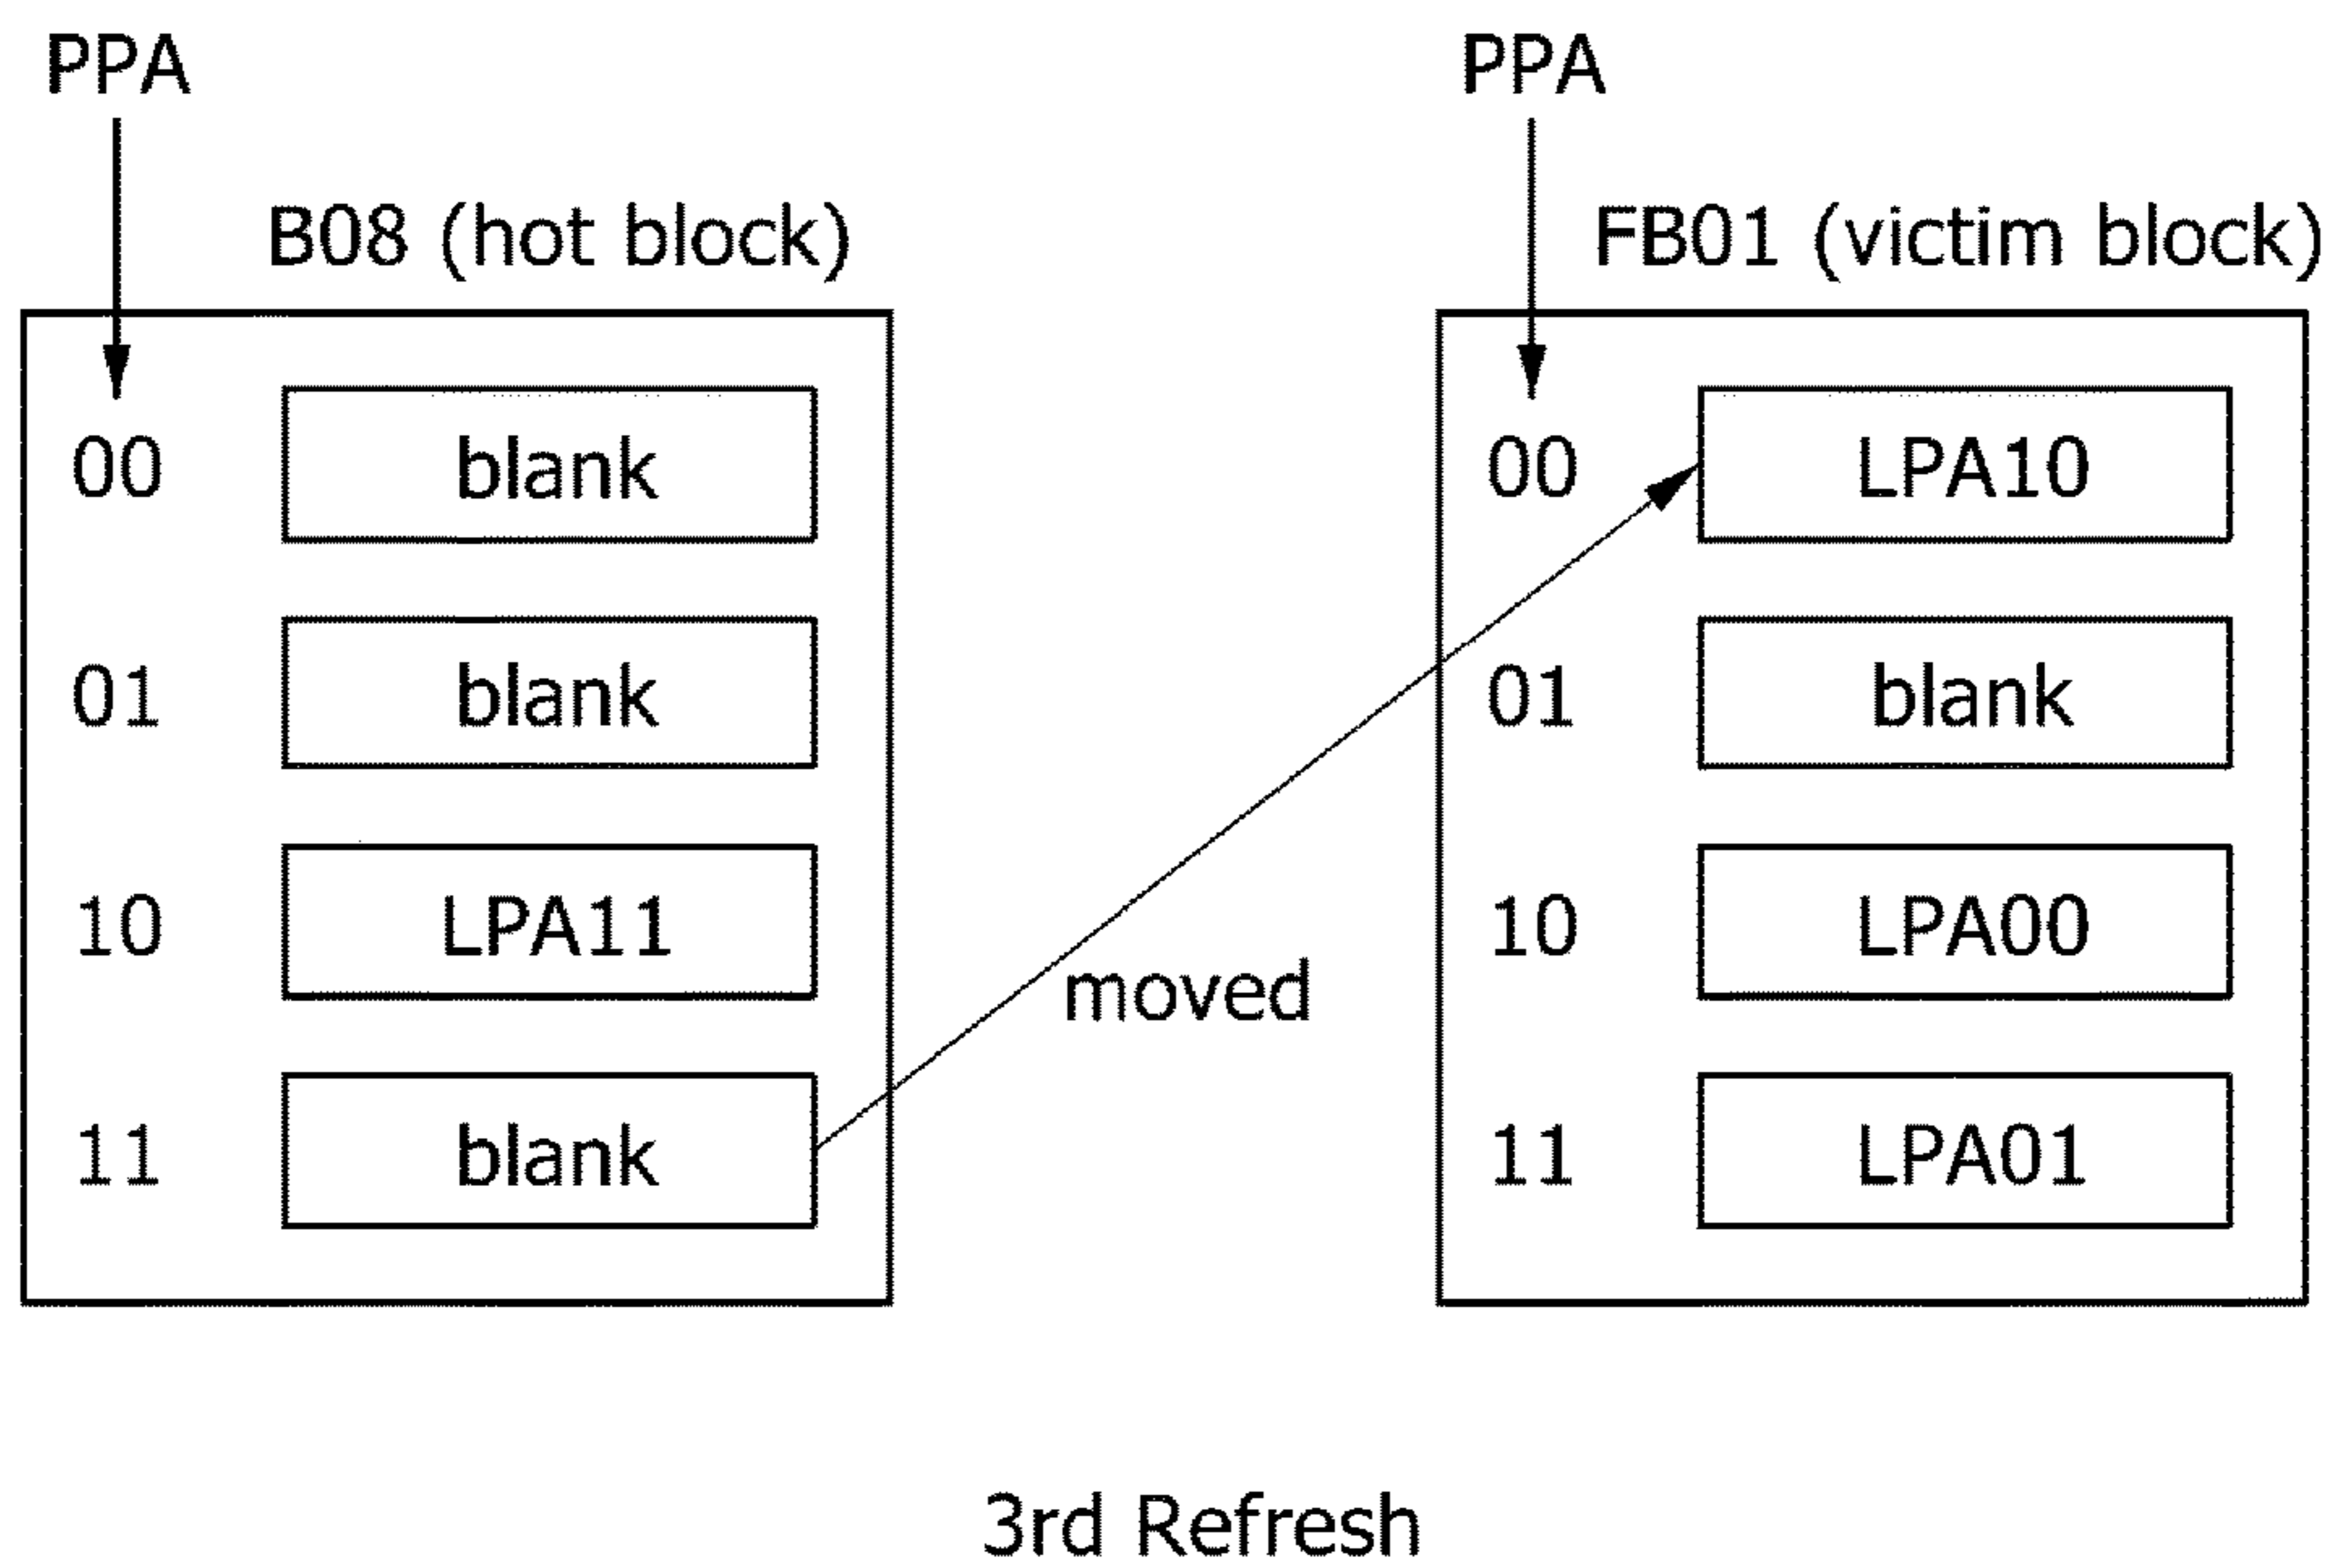 PPA PPA
B08 (hot block) FB01 (victim block)
00 blank 00 LPA10
01 blank 01 blank
10 LPA11 10 LPA00
moved
11 blank 11 LPA01
3rd Refresh